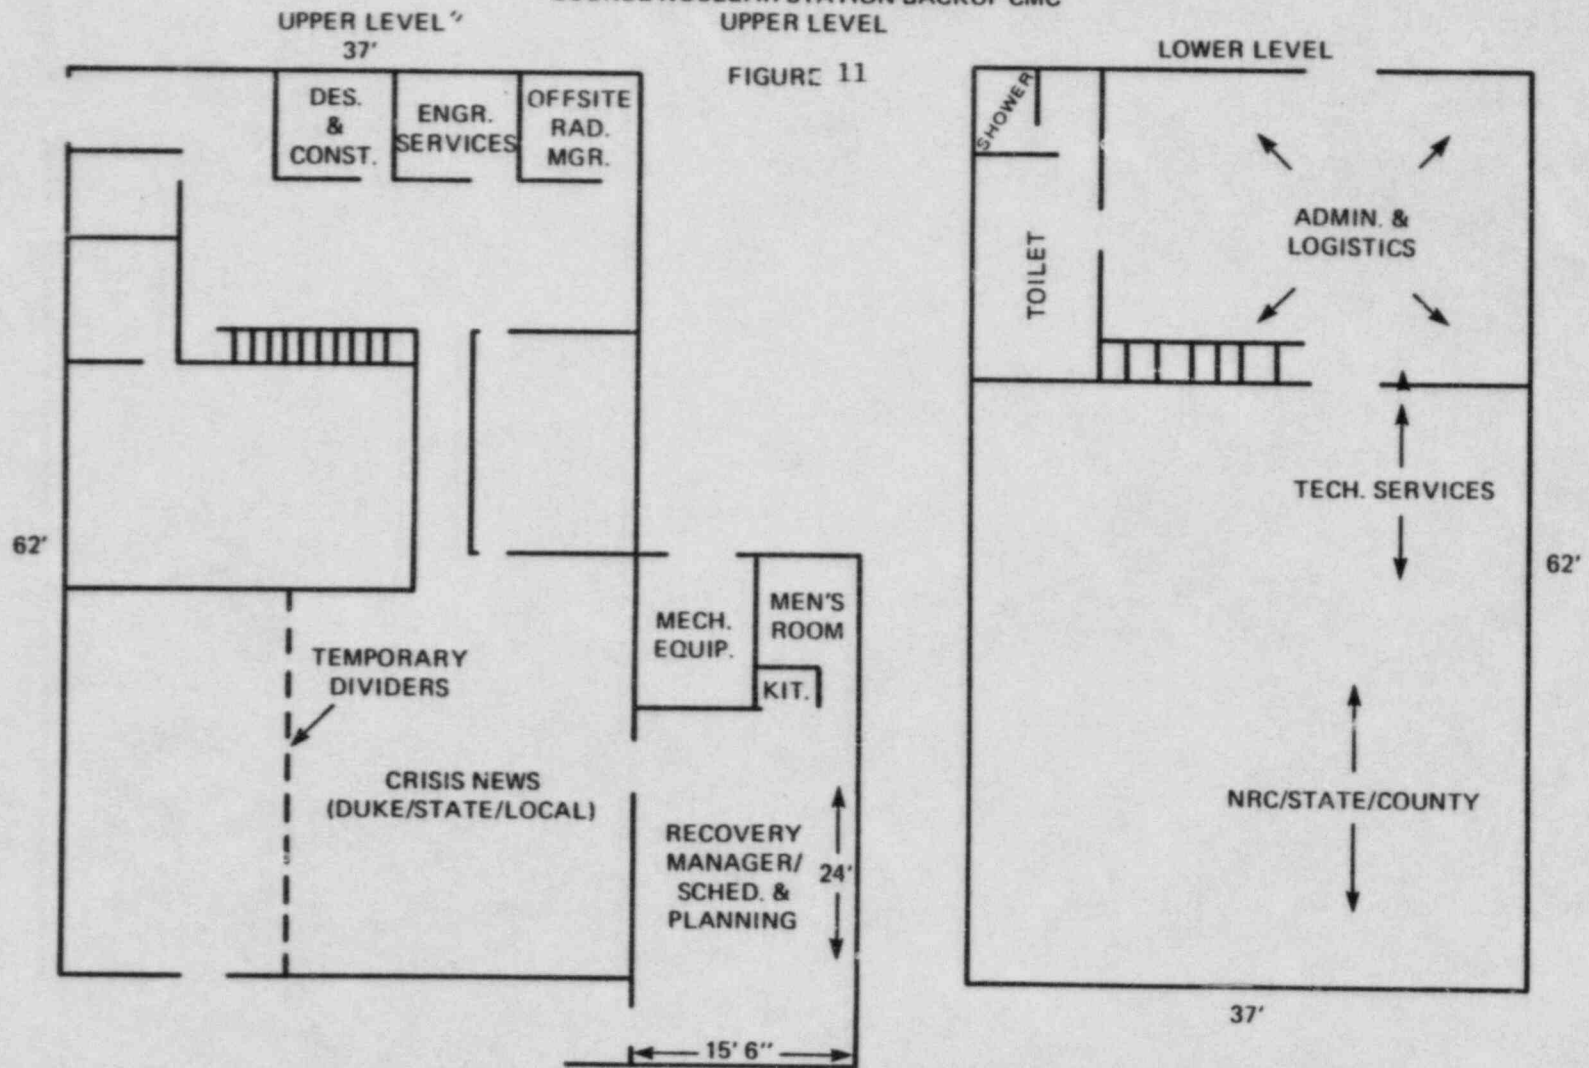 UPPER LEVEL
37'
UPPER LEVEL
FIGURE 11
LOWER LEVEL
DES.
&
CONST.
ENGR.
SERVICES
OFFSITE
RAD.
MGR.
62'
TEMPORARY
DIVIDERS
CRISIS NEWS
(DUKE/STATE/LOCAL)
MECH.
EQUIP.
MEN'S
ROOM
KIT.
RECOVERY
MANAGER/
SCHED. &
PLANNING
24'
15' 6"
SHOWER
TOILET
ADMIN. &
LOGISTICS
TECH. SERVICES
62'
NRC/STATE/COUNTY
37'